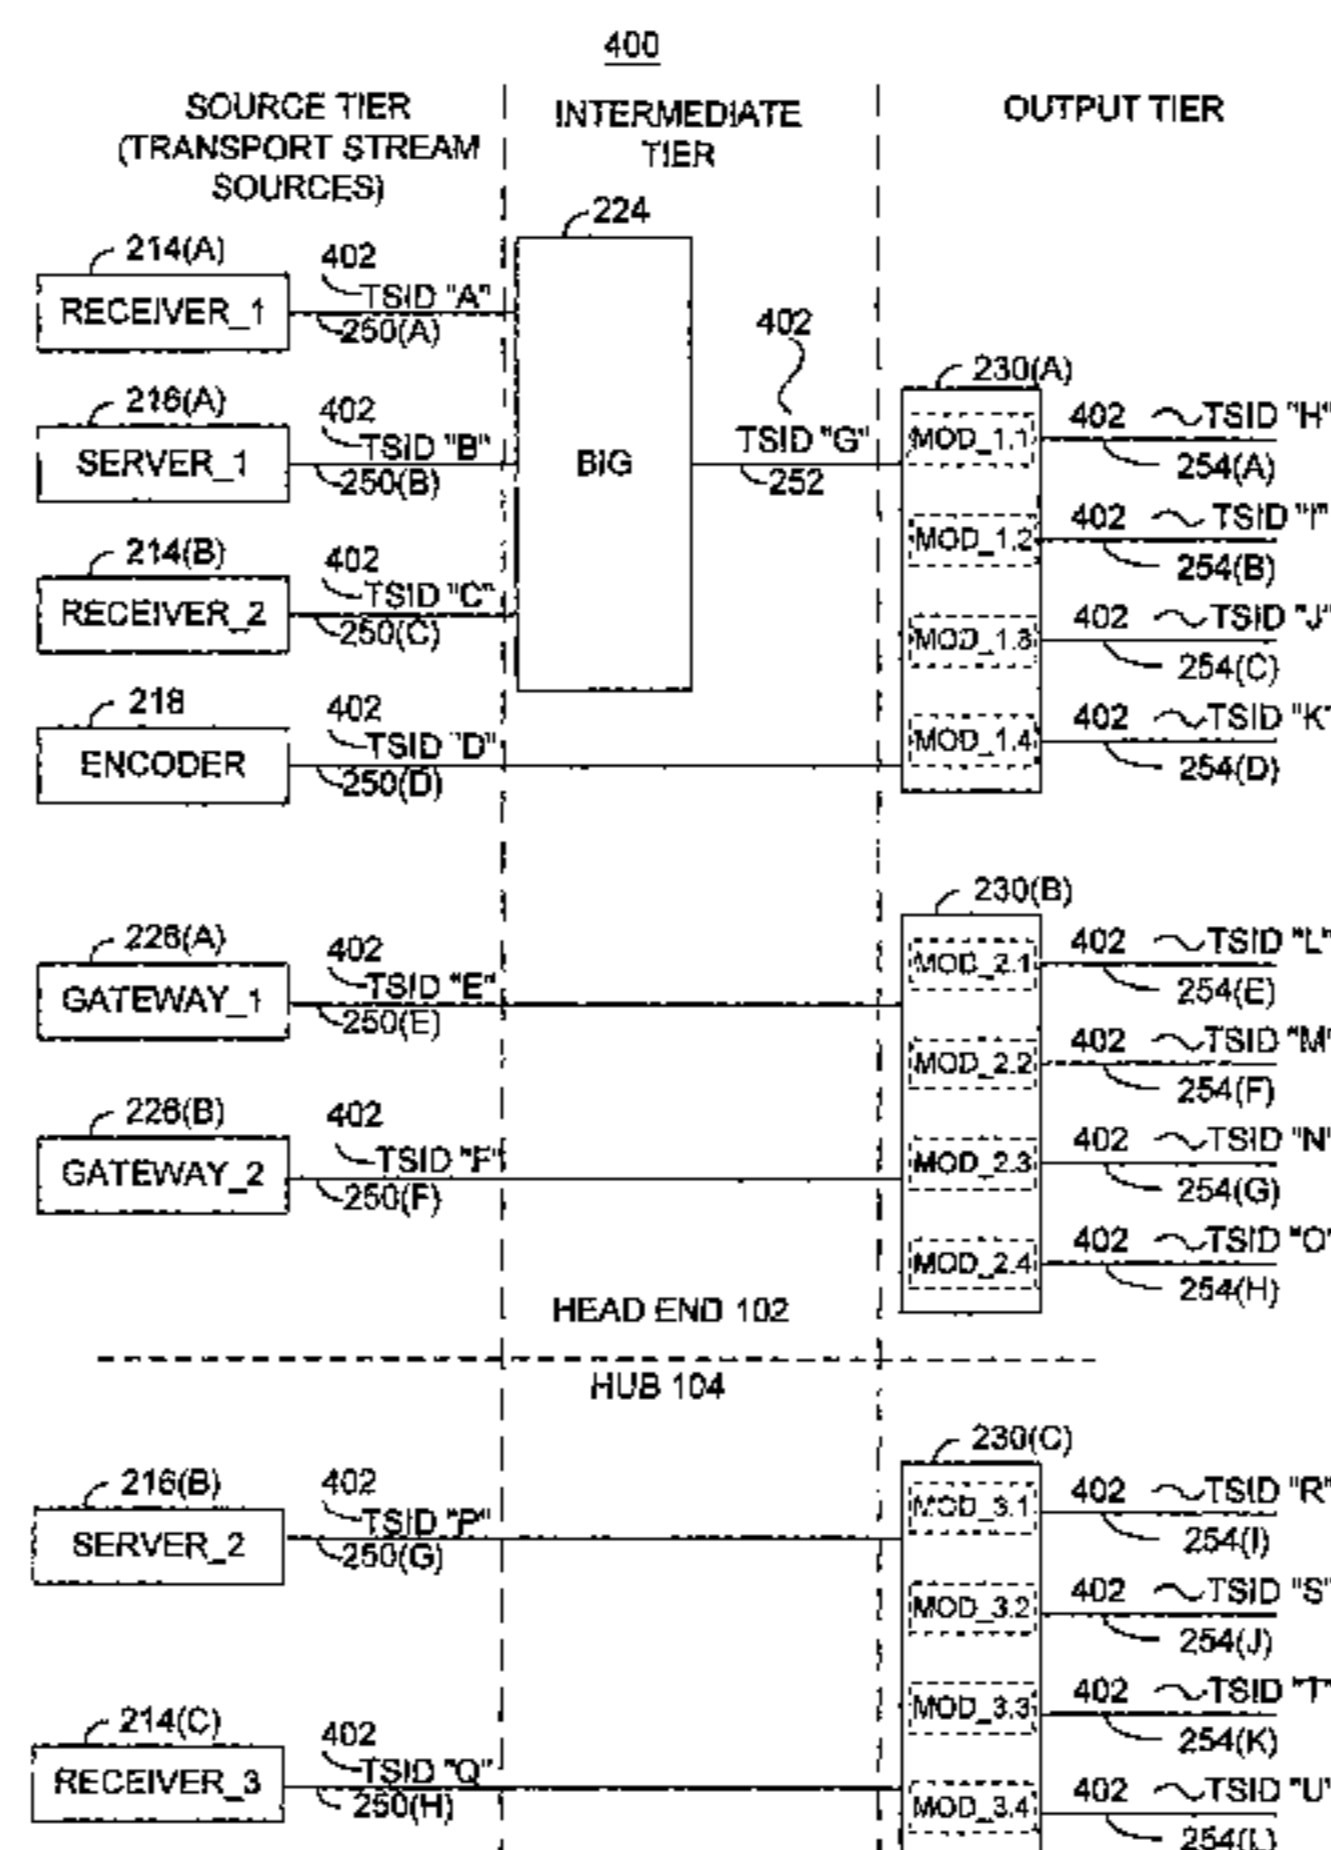 400
SOURCE TIER
(TRANSPORT STREAM
SOURCES)
INTERMEDIATE
TIER
OUTPUT TIER
224
214(A)
RECEIVER_1
402
TSID "A"
250(A)
216(A)
SERVER_1
402
TSID "B"
250(B)
214(B)
RECEIVER_2
402
TSID "C"
250(C)
218
ENCODER
402
TSID "D"
250(D)
BIG
402
TSID "G"
252
230(A)
MOD_1.1
402 TSID "H"
254(A)
MOD_1.2
402 TSID "I"
254(B)
MOD_1.3
402 TSID "J"
254(C)
MOD_1.4
402 TSID "K"
254(D)
226(A)
GATEWAY_1
402
TSID "E"
250(E)
226(B)
GATEWAY_2
402
TSID "F"
250(F)
230(B)
MOD_2.1
402 TSID "L"
254(E)
MOD_2.2
402 TSID "M"
254(F)
MOD_2.3
402 TSID "N"
254(G)
MOD_2.4
402 TSID "O"
254(H)
HEAD END 102
HUB 104
216(B)
SERVER_2
402
TSID "P"
250(G)
214(C)
RECEIVER_3
402
TSID "Q"
250(H)
230(C)
MOD_3.1
402 TSID "R"
254(I)
MOD_3.2
402 TSID "S"
254(J)
MOD_3.3
402 TSID "T"
254(K)
MOD_3.4
402 TSID "U"
254(L)